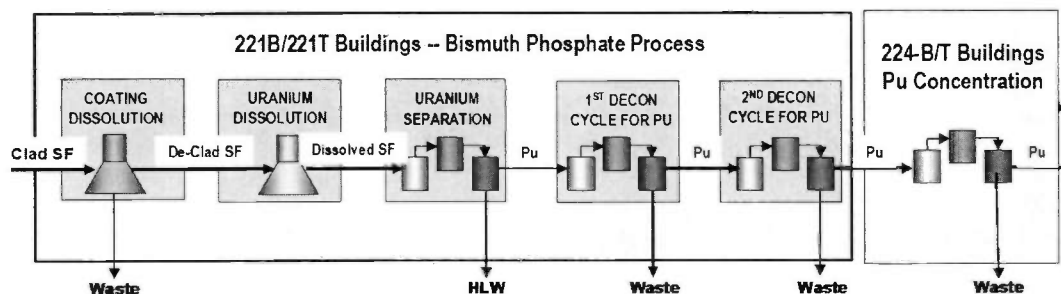 221B/221T Buildings -- Bismuth Phosphate Process
224-B/T Buildings
Pu Concentration
COATING
DISSOLUTION
URANIUM
DISSOLUTION
URANIUM
SEPARATION
1ST DECON
CYCLE FOR PU
2ND DECON
CYCLE FOR PU
Clad SF
De-Clad SF
Dissolved SF
Pu
Pu
Pu
Pu
Waste
HLW
Waste
Waste
Waste